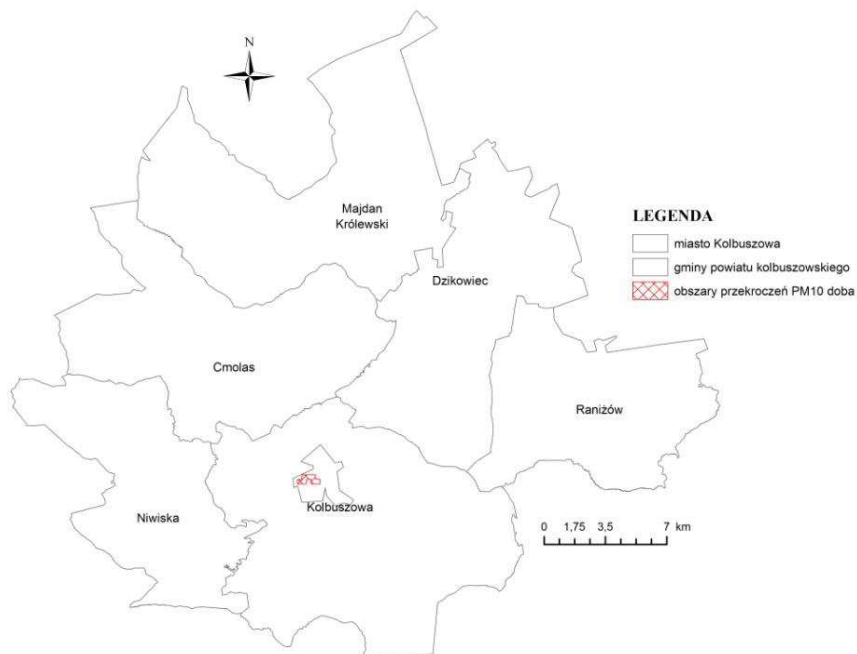 N
Majdan
Królewski
LEGENDA
miasto Kolbuszowa
gminy powiatu kolbuszowskiego
obszary przekroczeń PM10 doba
Dzikowiec
Cmolas
Raniżów
Niwiska
Kolbuszowa
0 1,75 3,5 7 km